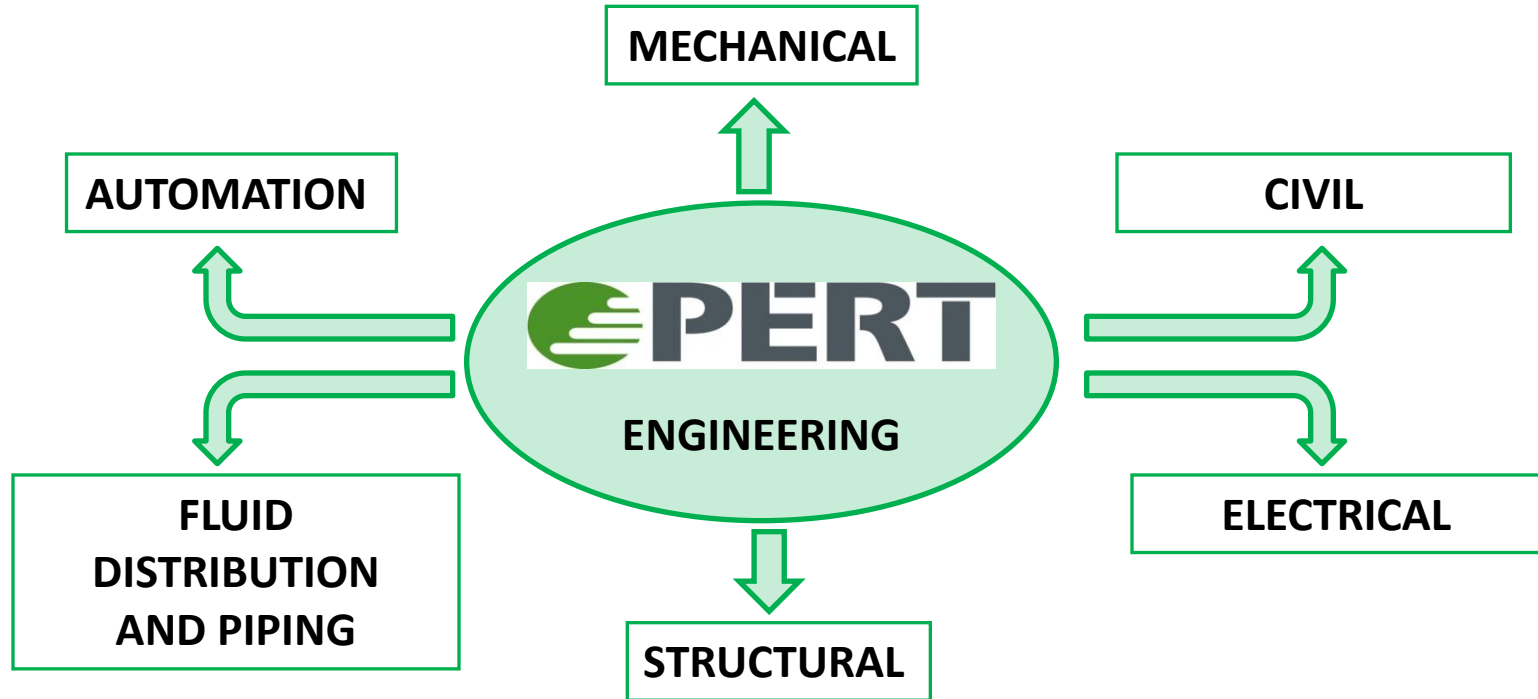 MECHANICAL
AUTOMATION
CIVIL
PERT
ENGINEERING
FLUID
DISTRIBUTION
AND PIPING
ELECTRICAL
STRUCTURAL